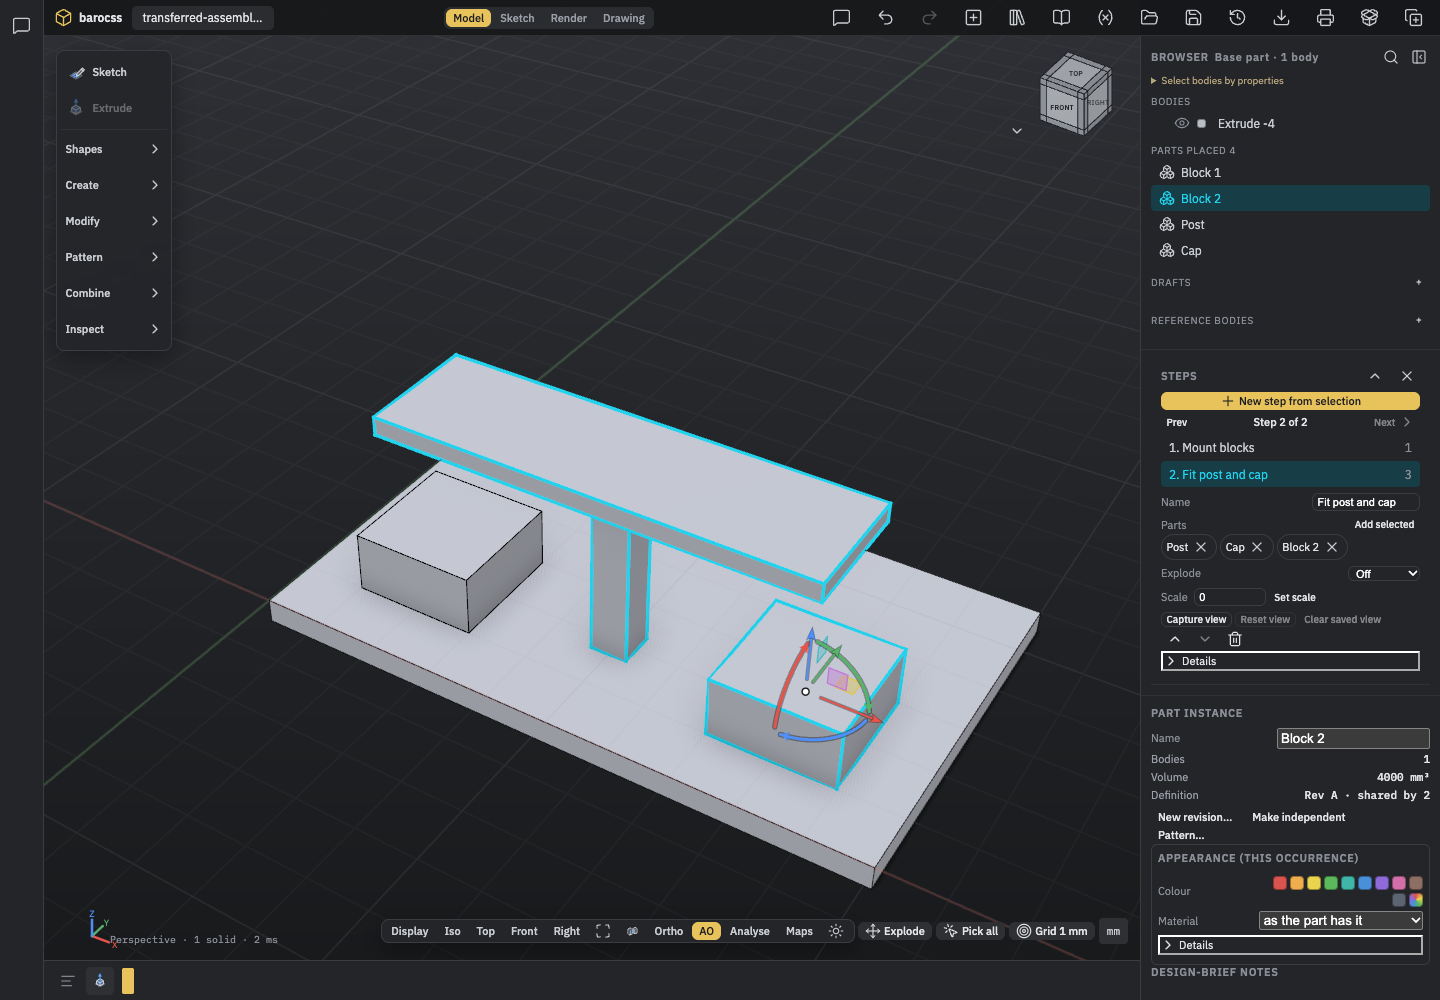 barocss
transferred-assembl...
Model
Sketch
Render
Drawing
Sketch
Extrude
Shapes
Create
Modify
Pattern
Combine
Inspect
TOP
FRONT
RIGHT
BROWSER Base part · 1 body
Select bodies by properties
BODIES
Extrude -4
PARTS PLACED 4
Block 1
Block 2
Post
Cap
DRAFTS +
REFERENCE BODIES +
STEPS
+ New step from selection
Prev Step 2 of 2 Next
1. Mount blocks 1
2. Fit post and cap 3
Name Fit post and cap
Parts Add selected
Post Cap Block 2
Explode Off
Scale 0 Set scale
Capture view Reset view Clear saved view
Details
PART INSTANCE
Name Block 2
Bodies 1
Volume 4000 mm³
Definition Rev A · shared by 2
New revision... Make independent
Pattern...
APPEARANCE (THIS OCCURRENCE)
Colour
Material as the part has it
Details
DESIGN-BRIEF NOTES
Z
Y
X
Perspective · 1 solid · 2 ms
Display Iso Top Front Right Ortho AO Analyse Maps Explode Pick all Grid 1 mm mm